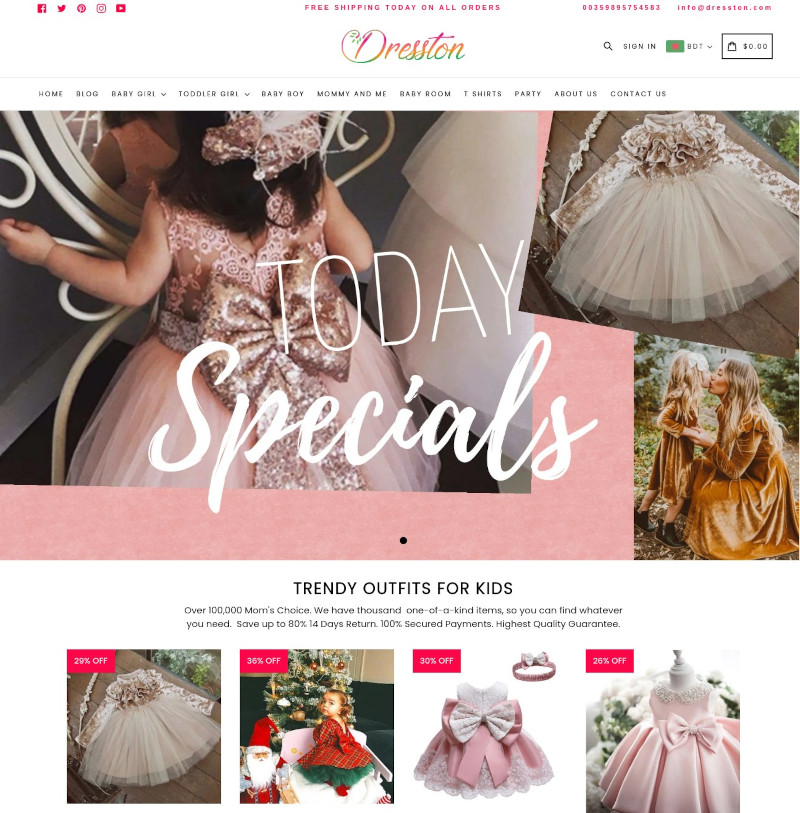 FREE SHIPPING TODAY ON ALL ORDERS
00359895754583 info@dresston.com
Dresston
SIGN IN BDT $0.00
HOME BLOG BABY GIRL TODDLER GIRL BABY BOY MOMMY AND ME BABY ROOM T SHIRTS PARTY ABOUT US CONTACT US
TODAY
Specials
TRENDY OUTFITS FOR KIDS
Over 100,000 Mom's Choice. We have thousand one-of-a-kind items, so you can find whatever
you need. Save up to 80% 14 Days Return. 100% Secured Payments. Highest Quality Guarantee.
29% OFF
36% OFF
30% OFF
26% OFF